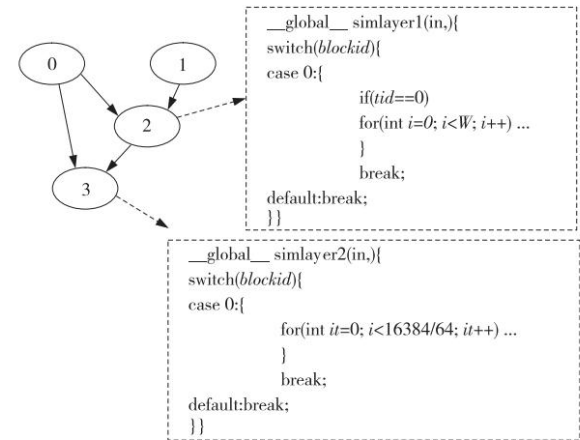 0
1
2
3
__global__ simlayer1(in,){
switch(blockid){
case 0:{
if(tid==0)
for(int i=0; i<W; i++) ...
}
break;
default:break;
}}
__global__ simlayer2(in,){
switch(blockid){
case 0:{
for(int it=0; i<16384/64; it++) ...
}
break;
default:break;
}}